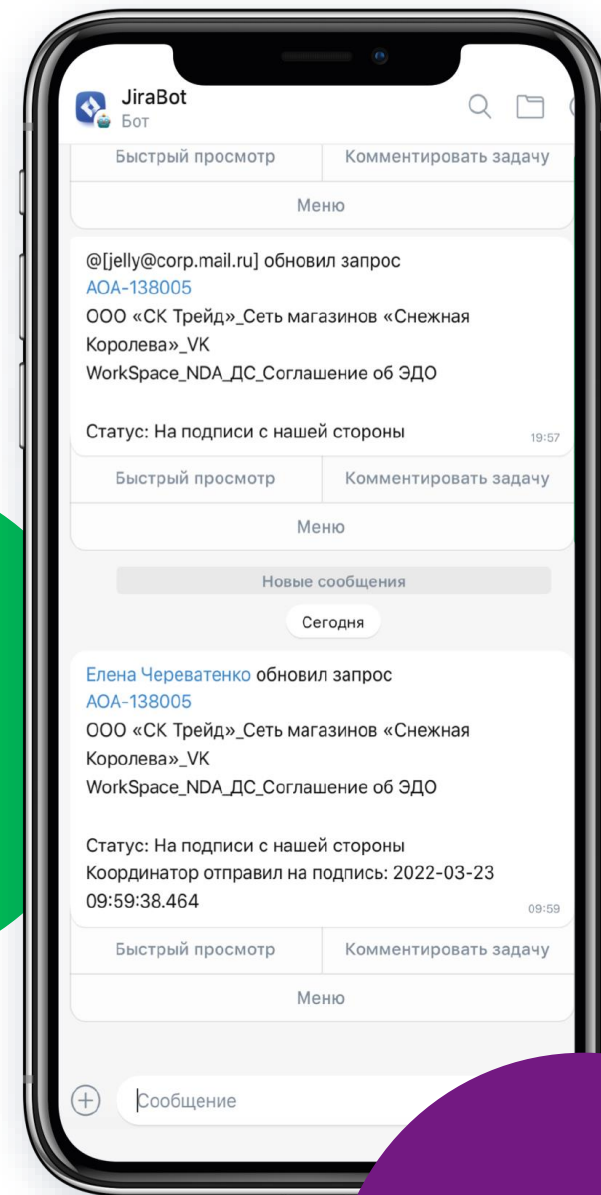 JiraBot
Бот
Быстрый просмотр
Комментировать задачу
Меню
@[jelly@corp.mail.ru] обновил запрос
AOA-138005
ООО «СК Трейд»_Сеть магазинов «Снежная
Королева»_VK
WorkSpace_NDA_ДС_Соглашение об ЭДО
Статус: На подписи с нашей стороны
19:57
Быстрый просмотр
Комментировать задачу
Меню
Новые сообщения
Сегодня
Елена Череватенко обновил запрос
AOA-138005
ООО «СК Трейд»_Сеть магазинов «Снежная
Королева»_VK
WorkSpace_NDA_ДС_Соглашение об ЭДО
Статус: На подписи с нашей стороны
Координатор отправил на подпись: 2022-03-23
09:59:38.464
09:59
Быстрый просмотр
Комментировать задачу
Меню
Сообщение